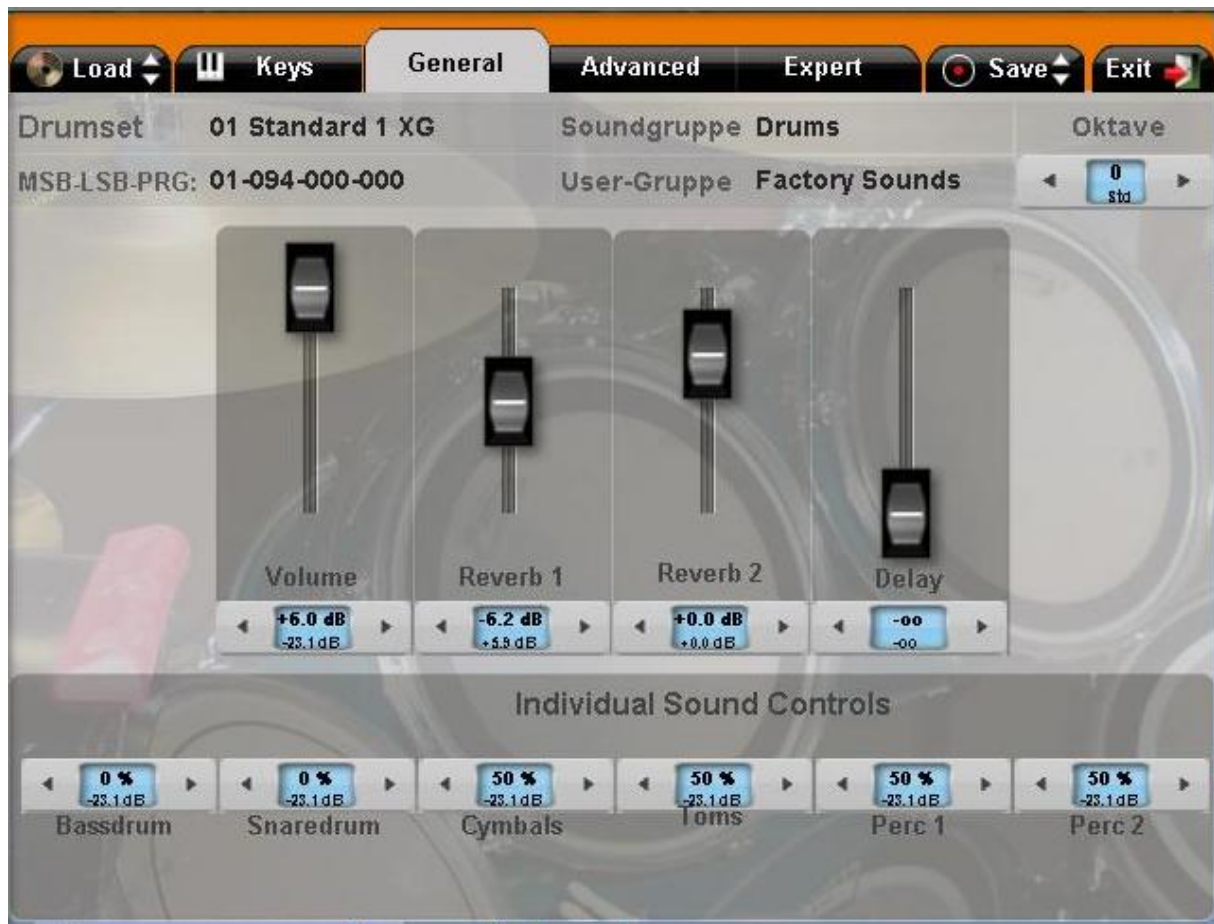 Load Keys General Advanced Expert Save Exit
Drumset 01 Standard 1 XG Soundgruppe Drums Oktave
MSB-LSB-PRG: 01-094-000-000 User-Gruppe Factory Sounds
0
std
Volume Reverb 1 Reverb 2 Delay
+6.0 dB -6.2 dB +0.0 dB -oo
-23.1 dB +5.9 dB +0.0 dB -oo
Individual Sound Controls
0 % 0 % 50 % 50 % 50 % 50 %
-23.1 dB -23.1 dB -23.1 dB -23.1 dB -23.1 dB -23.1 dB
Bassdrum Snaredrum Cymbals Toms Perc 1 Perc 2